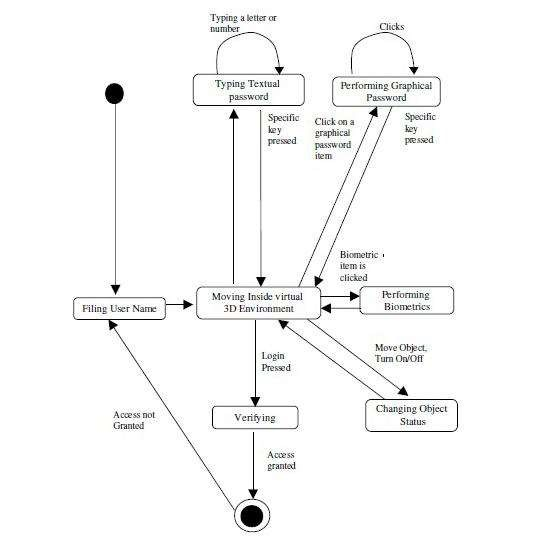 Typing a letter or
number
Clicks
Typing Textual
password
Performing Graphical
Password
Specific
key
pressed
Click on a
graphical
password
item
Specific
key
pressed
Biometric
item is
clicked
Filing User Name
Moving Inside virtual
3D Environment
Performing
Biometrics
Login
Pressed
Move Object,
Turn On/Off
Access not
Granted
Verifying
Changing Object
Status
Access
granted